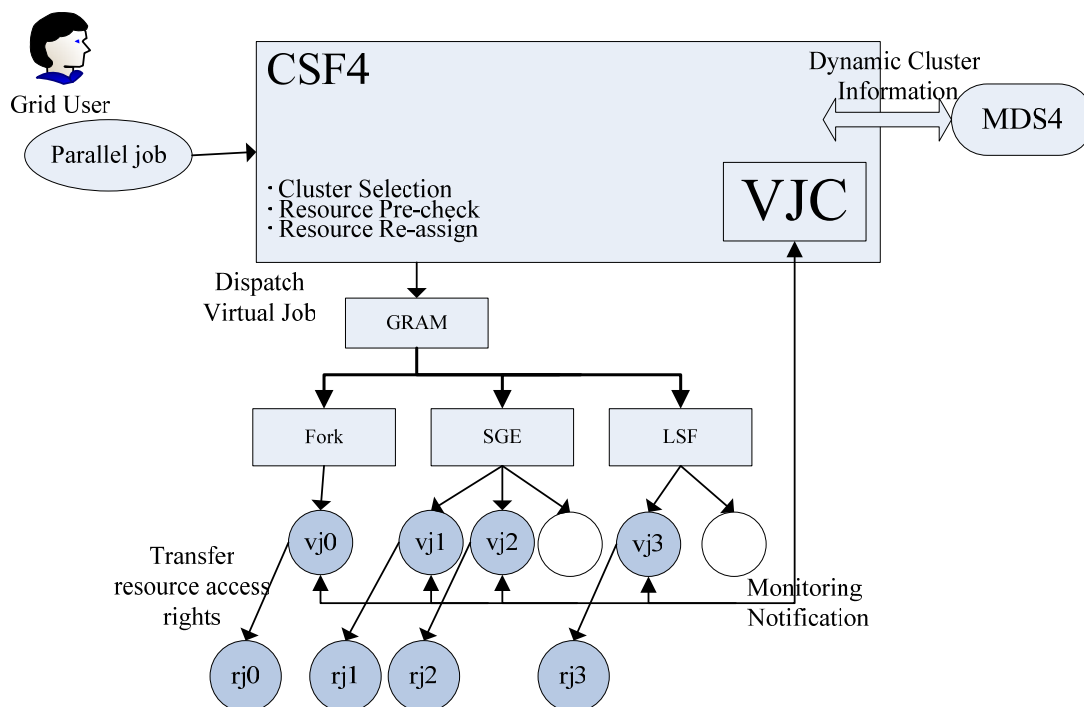 CSF4
Dynamic Cluster
Information
Grid User
MDS4
Parallel job
· Cluster Selection
· Resource Pre-check
· Resource Re-assign
VJC
Dispatch
Virtual Job
GRAM
Fork
SGE
LSF
vj0
vj1
vj2
vj3
Transfer
resource access
rights
Monitoring
Notification
rj0
rj1
rj2
rj3